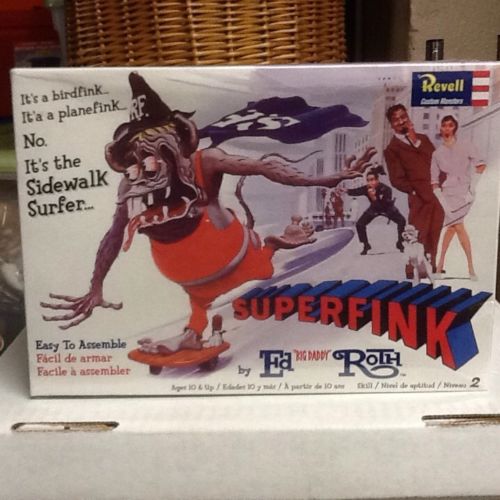 It's a birdfink...
It'a a planefink...
No.
It's the
Sidewalk
Surfer...
RF.
Revell
Custom Monsters
SUPERFINK
by Ed "BIG DADDY" Roth
Easy To Assemble
Fácil de armar
Facile à assembler
Ages 10 & Up / Edades 10 y más / À partir de 10 ans
Skill / Nivel de aptitud / Niveau 2